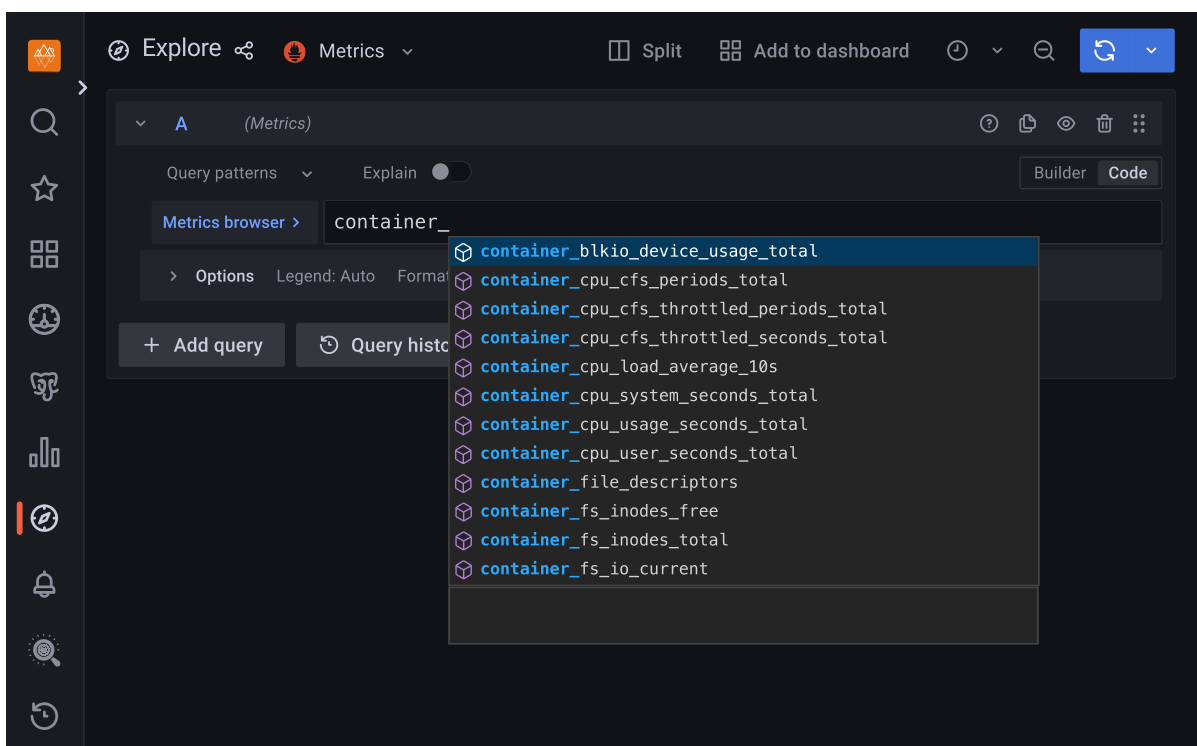 Explore Metrics Split Add to dashboard
A (Metrics)
Query patterns Explain Builder Code
Metrics browser > container_
Options Legend: Auto
Add query Query
container_blkio_device_usage_total
container_cpu_cfs_periods_total
container_cpu_cfs_throttled_periods_total
container_cpu_cfs_throttled_seconds_total
container_cpu_load_average_10s
container_cpu_system_seconds_total
container_cpu_usage_seconds_total
container_cpu_user_seconds_total
container_file_descriptors
container_fs_inodes_free
container_fs_inodes_total
container_fs_io_current